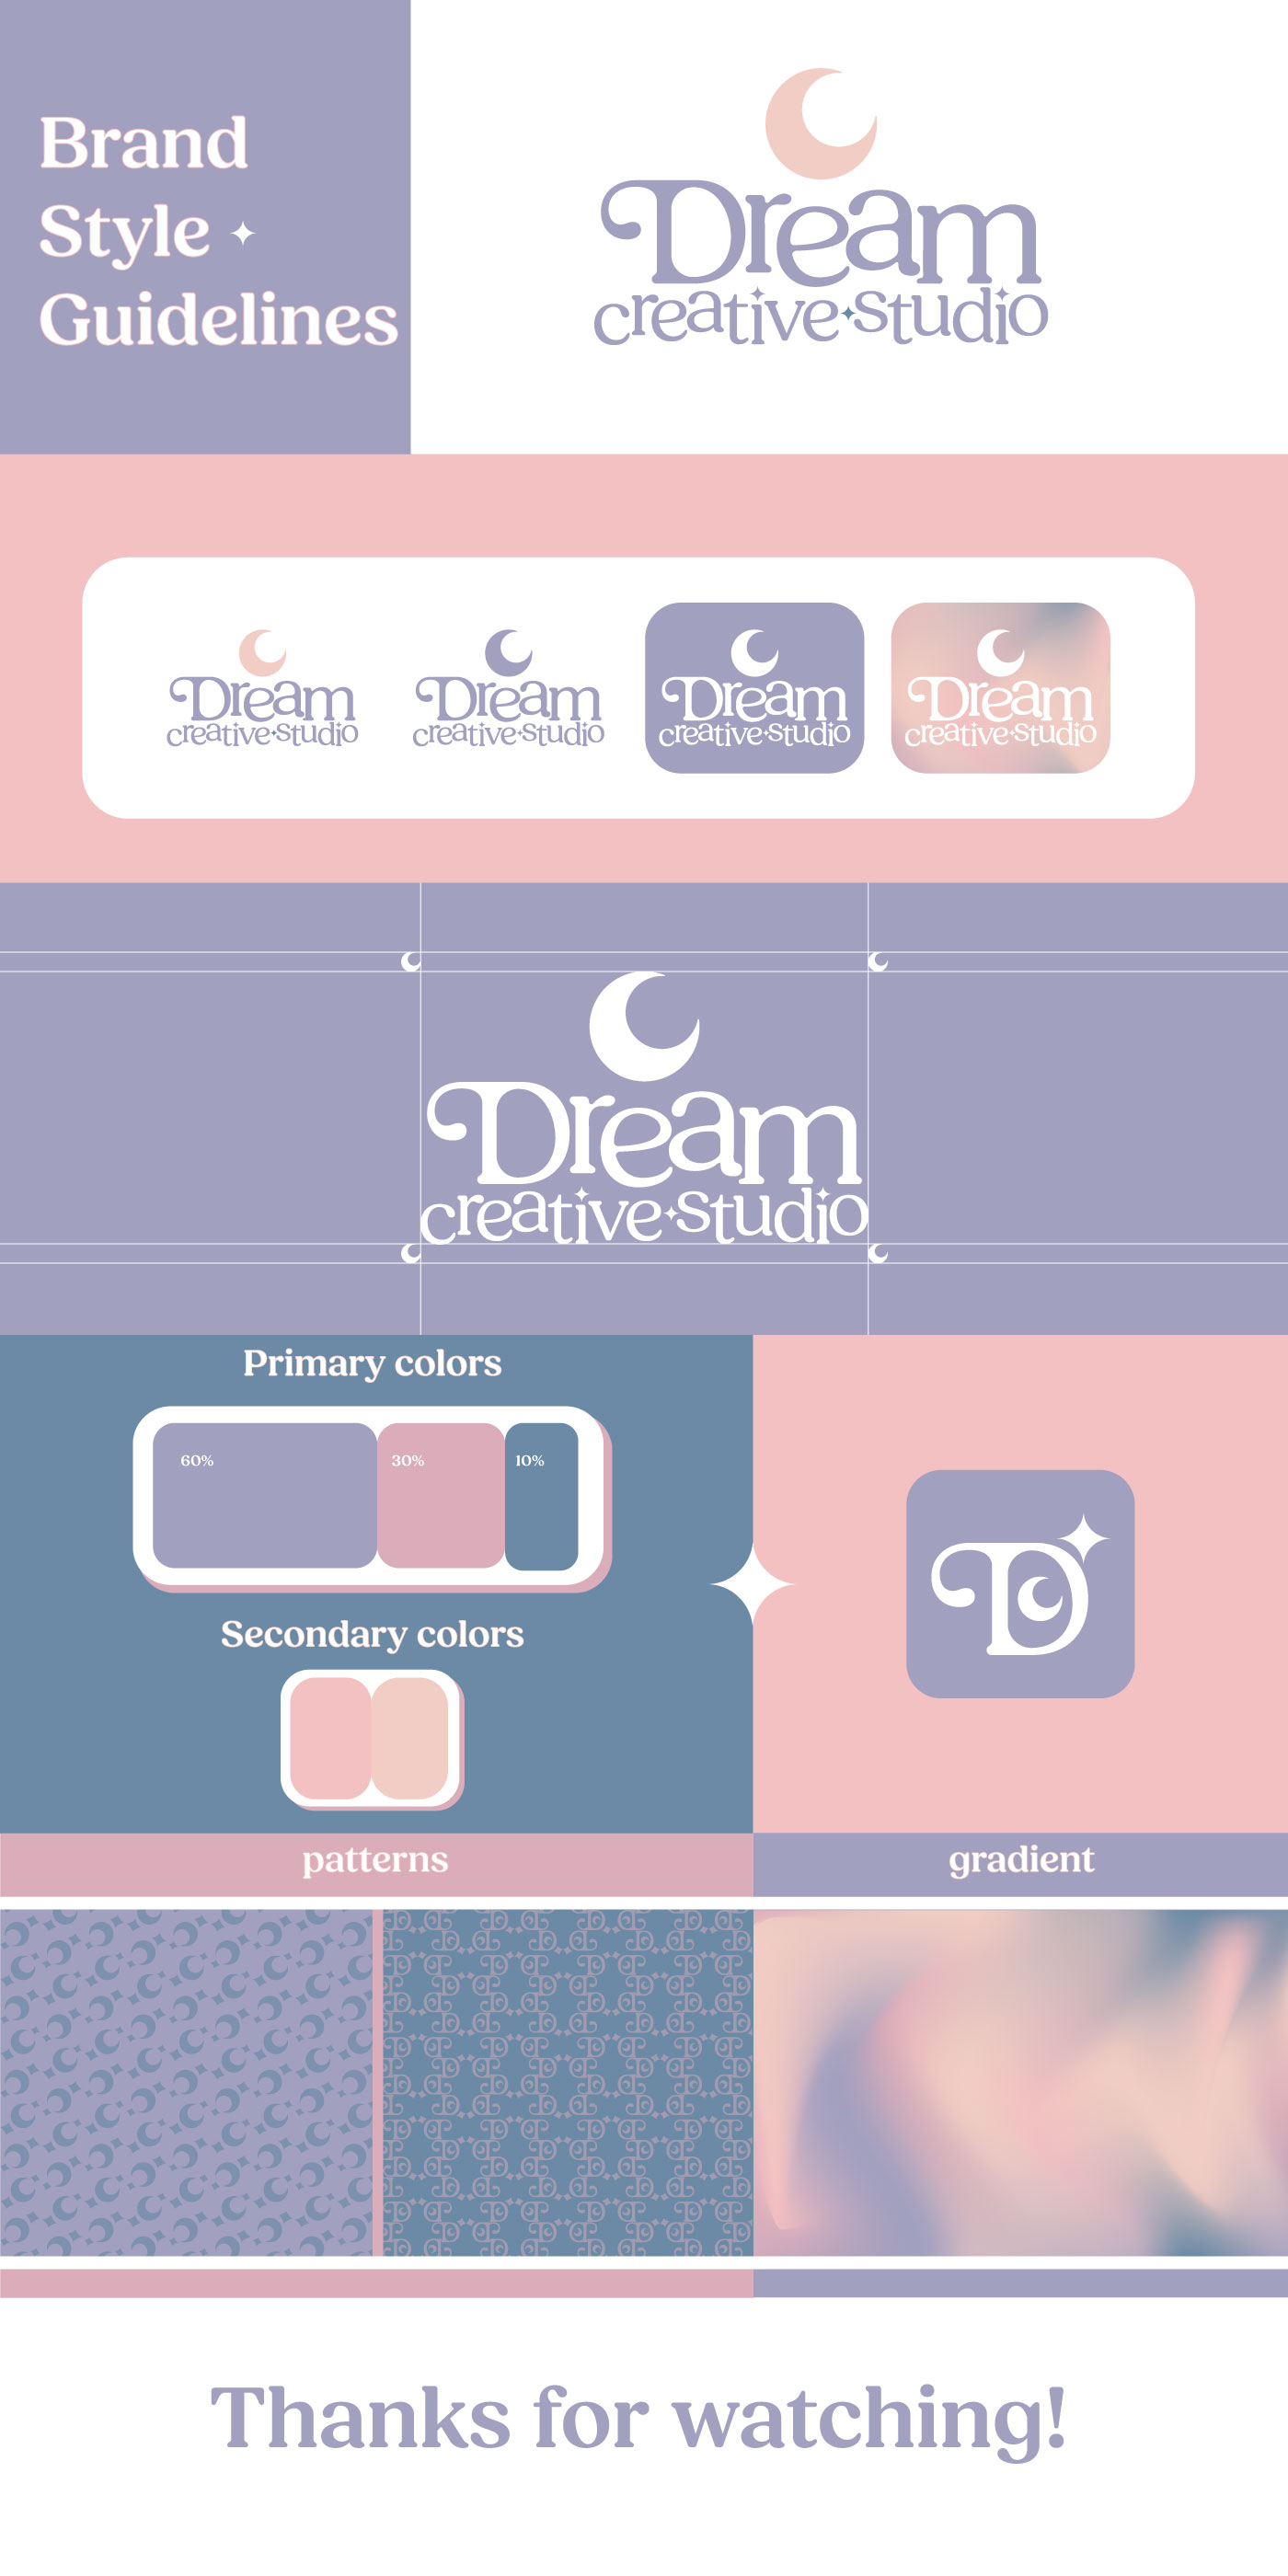 Brand
Style
Guidelines
Dream
creative studio
Dream
creative studio
Dream
creative studio
Dream
creative studio
Dream
creative studio
Dream
creative studio
Primary colors
60%
30%
10%
Secondary colors
D
patterns
gradient
Thanks for watching!